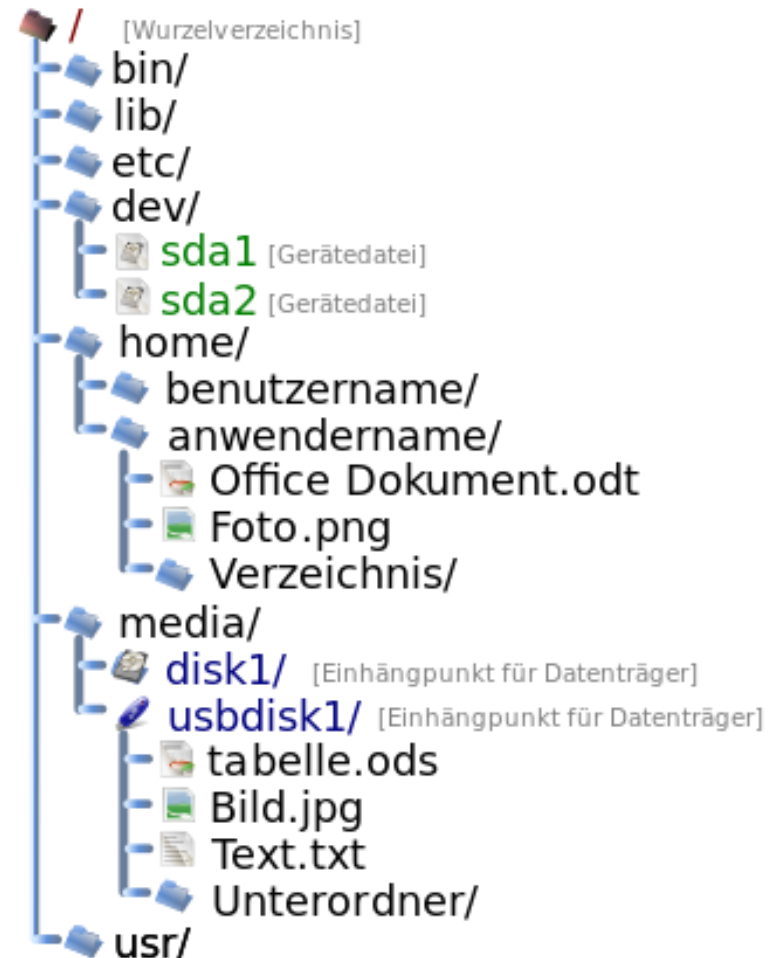 / [Wurzelverzeichnis]
bin/
lib/
etc/
dev/
sda1 [Gerätedatei]
sda2 [Gerätedatei]
home/
benutzername/
anwendername/
Office Dokument.odt
Foto.png
Verzeichnis/
media/
disk1/ [Einhängpunkt für Datenträger]
usbdisk1/ [Einhängpunkt für Datenträger]
tabelle.ods
Bild.jpg
Text.txt
Unterordner/
usr/